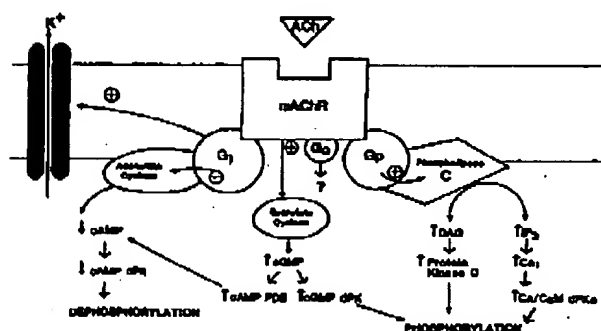 K+
ACh
mAChR
⊕
Gi
⊕
Go
Gp
⊕
Phospholipase
C
Adenylate
Cyclase
⊖
?
Cyclase
↓ cAMP
↑cGMP
↑DAG
↑IP3
↓ cAMP dPK
↑cAMP PDE
↑cGMP dPK
↑Protein
Kinase C
↑Cai
↑Ca/CaM dPKs
DEPHOSPHORYLATION
PHOSPHORYLATION